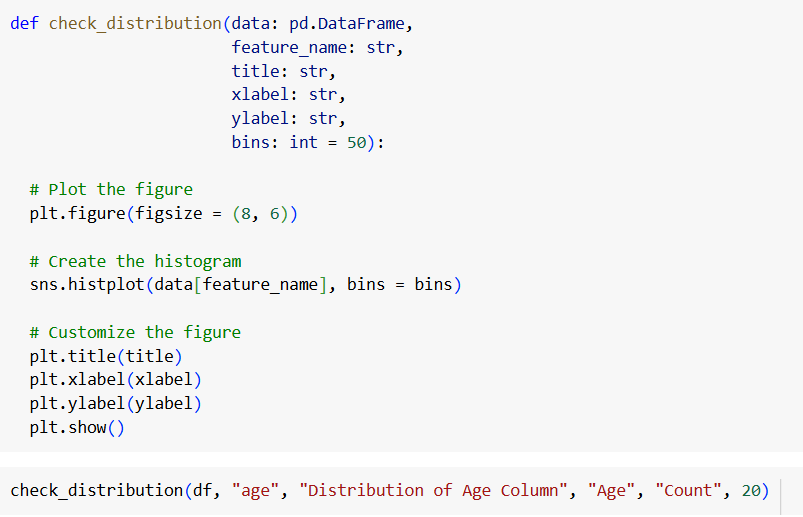 def check_distribution(data: pd.DataFrame,
                       feature_name: str,
                       title: str,
                       xlabel: str,
                       ylabel: str,
                       bins: int = 50):
  # Plot the figure
  plt.figure(figsize = (8, 6))
  # Create the histogram
  sns.histplot(data[feature_name], bins = bins)
  # Customize the figure
  plt.title(title)
  plt.xlabel(xlabel)
  plt.ylabel(ylabel)
  plt.show()
check_distribution(df, "age", "Distribution of Age Column", "Age", "Count", 20)